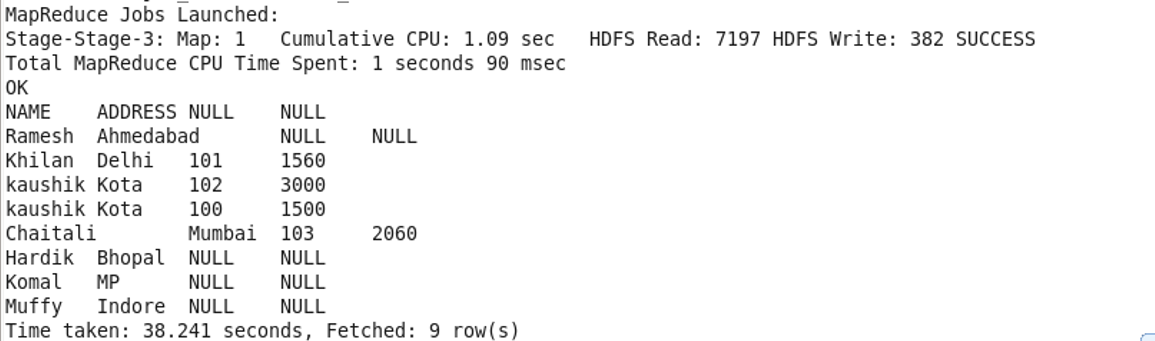 MapReduce Jobs Launched:
Stage-Stage-3: Map: 1   Cumulative CPU: 1.09 sec   HDFS Read: 7197 HDFS Write: 382 SUCCESS
Total MapReduce CPU Time Spent: 1 seconds 90 msec
OK
NAME    ADDRESS NULL    NULL
Ramesh  Ahmedabad       NULL    NULL
Khilan  Delhi   101     1560
kaushik Kota    102     3000
kaushik Kota    100     1500
Chaitali        Mumbai  103     2060
Hardik  Bhopal  NULL    NULL
Komal   MP      NULL    NULL
Muffy   Indore  NULL    NULL
Time taken: 38.241 seconds, Fetched: 9 row(s)